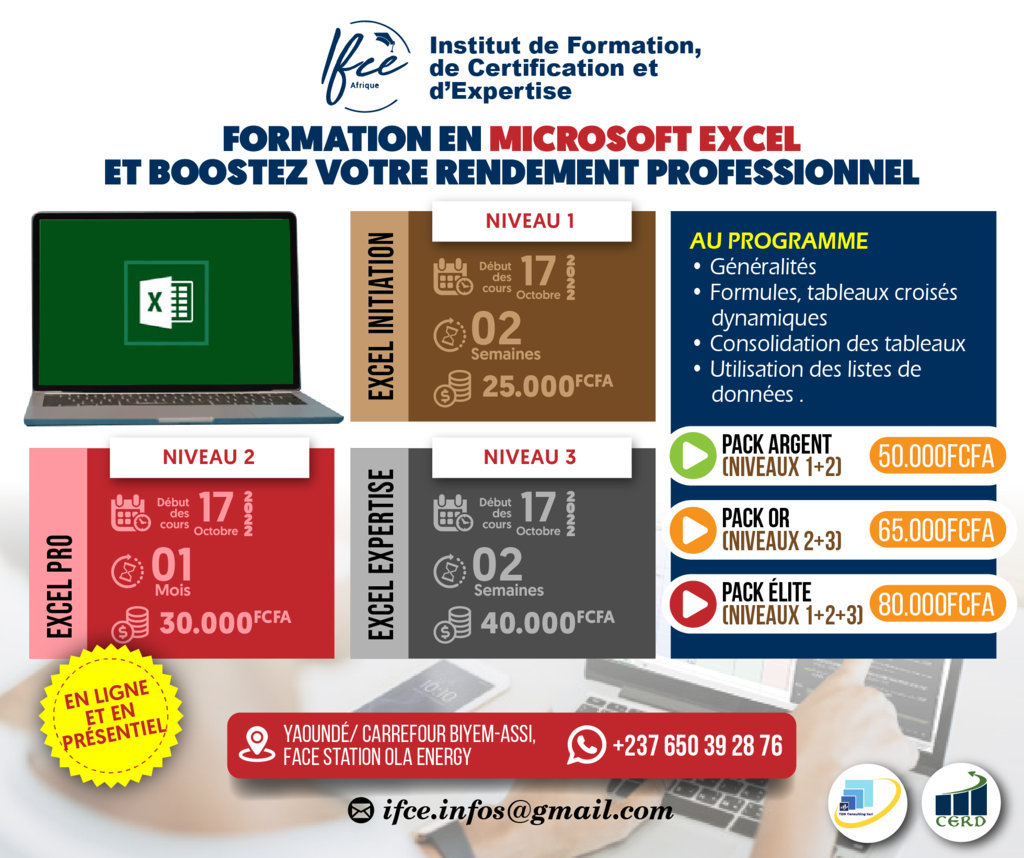 Ifce
Afrique
Institut de Formation,
de Certification et
d'Expertise
FORMATION EN MICROSOFT EXCEL
ET BOOSTEZ VOTRE RENDEMENT PROFESSIONNEL
X
EXCEL INITIATION
NIVEAU 1
Début
des
cours
17
Octobre
2022
02
Semaines
25.000FCFA
AU PROGRAMME
• Généralités
• Formules, tableaux croisés
dynamiques
• Consolidation des tableaux
• Utilisation des listes de
données .
EXCEL PRO
NIVEAU 2
Début
des
cours
17
Octobre
2022
01
Mois
30.000FCFA
EXCEL EXPERTISE
NIVEAU 3
Début
des
cours
17
Octobre
2022
02
Semaines
40.000FCFA
PACK ARGENT
(NIVEAUX 1+2)
50.000FCFA
PACK OR
(NIVEAUX 2+3)
65.000FCFA
PACK ÉLITE
(NIVEAUX 1+2+3)
80.000FCFA
EN LIGNE
ET EN
PRÉSENTIEL
10:10
YAOUNDÉ/ CARREFOUR BIYEM-ASSI,
FACE STATION OLA ENERGY
+237 650 39 28 76
ifce.infos@gmail.com
CERD